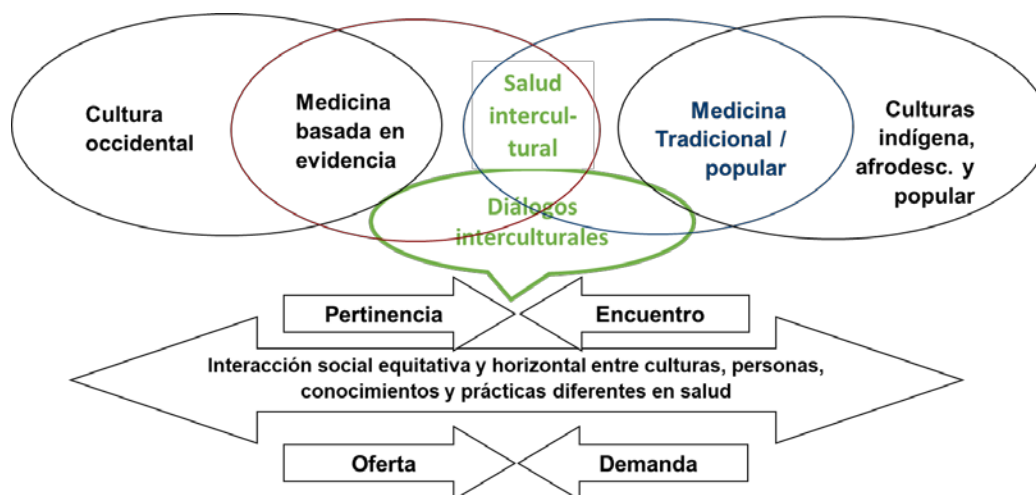 Cultura
occidental
Medicina
basada en
evidencia
Salud
intercul-
tural
Medicina
Tradicional /
popular
Culturas
indígena,
afrodesc. y
popular
Diálogos
interculturales
Pertinencia
Encuentro
Interacción social equitativa y horizontal entre culturas, personas,
conocimientos y prácticas diferentes en salud
Oferta
Demanda